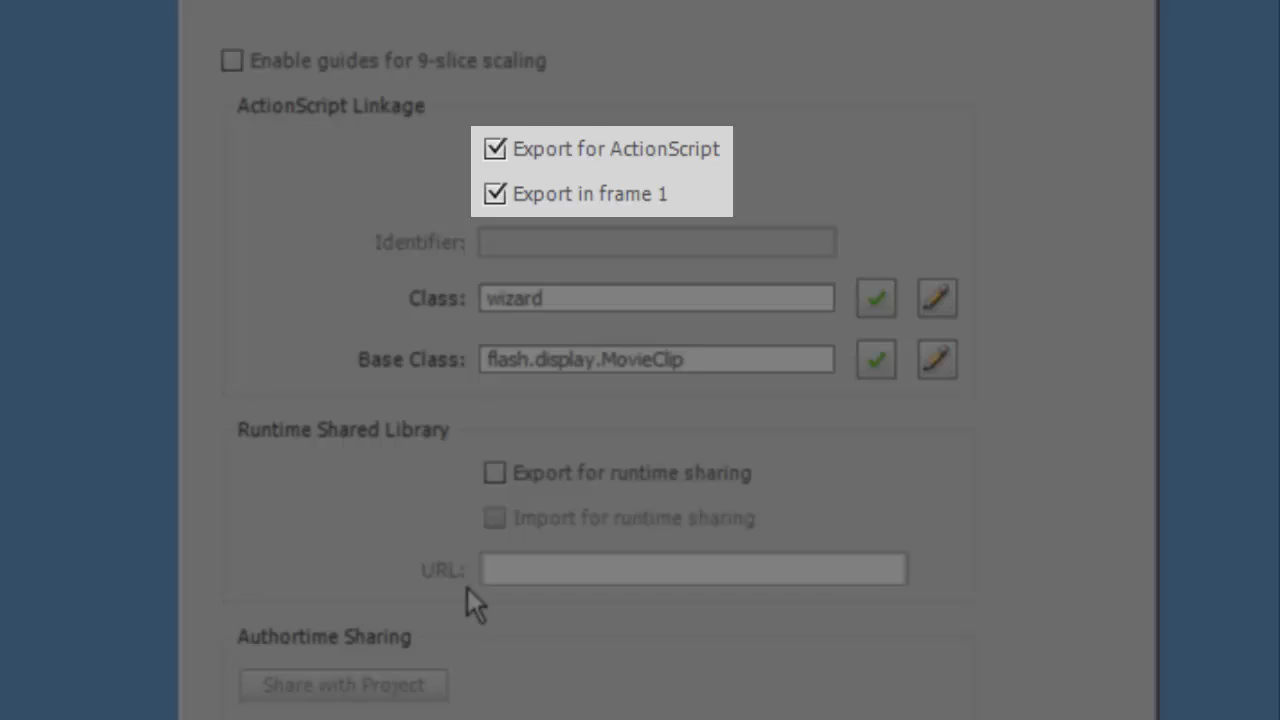 Enable guides for 9-slice scaling
ActionScript Linkage
Export for ActionScript
Export in frame 1
Identifier:
Class: wizard
Base Class: flash.display.MovieClip
Runtime Shared Library
Export for runtime sharing
Import for runtime sharing
URL:
Authortime Sharing
Share with Project